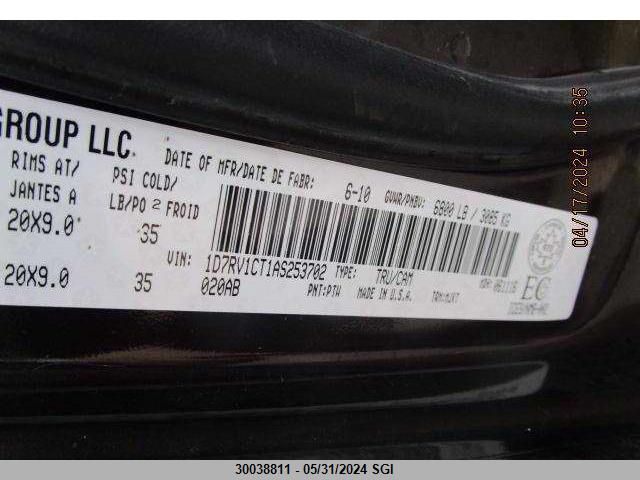 GROUP LLC
DATE OF MFR/DATE DE FABR: 6-10 GVWR/PNBV: 6800 LB / 3085 KG
RIMS AT/ PSI COLD/
JANTES A LB/PO 2 FROID
20X9.0 35
VIN: 1D7RV1CT1AS253702 TYPE: TRU/CAM
20X9.0 35 020AB PNT:PTW MADE IN U.S.A.
EC
04/17/2024 10:35
30038811 - 05/31/2024 SGI